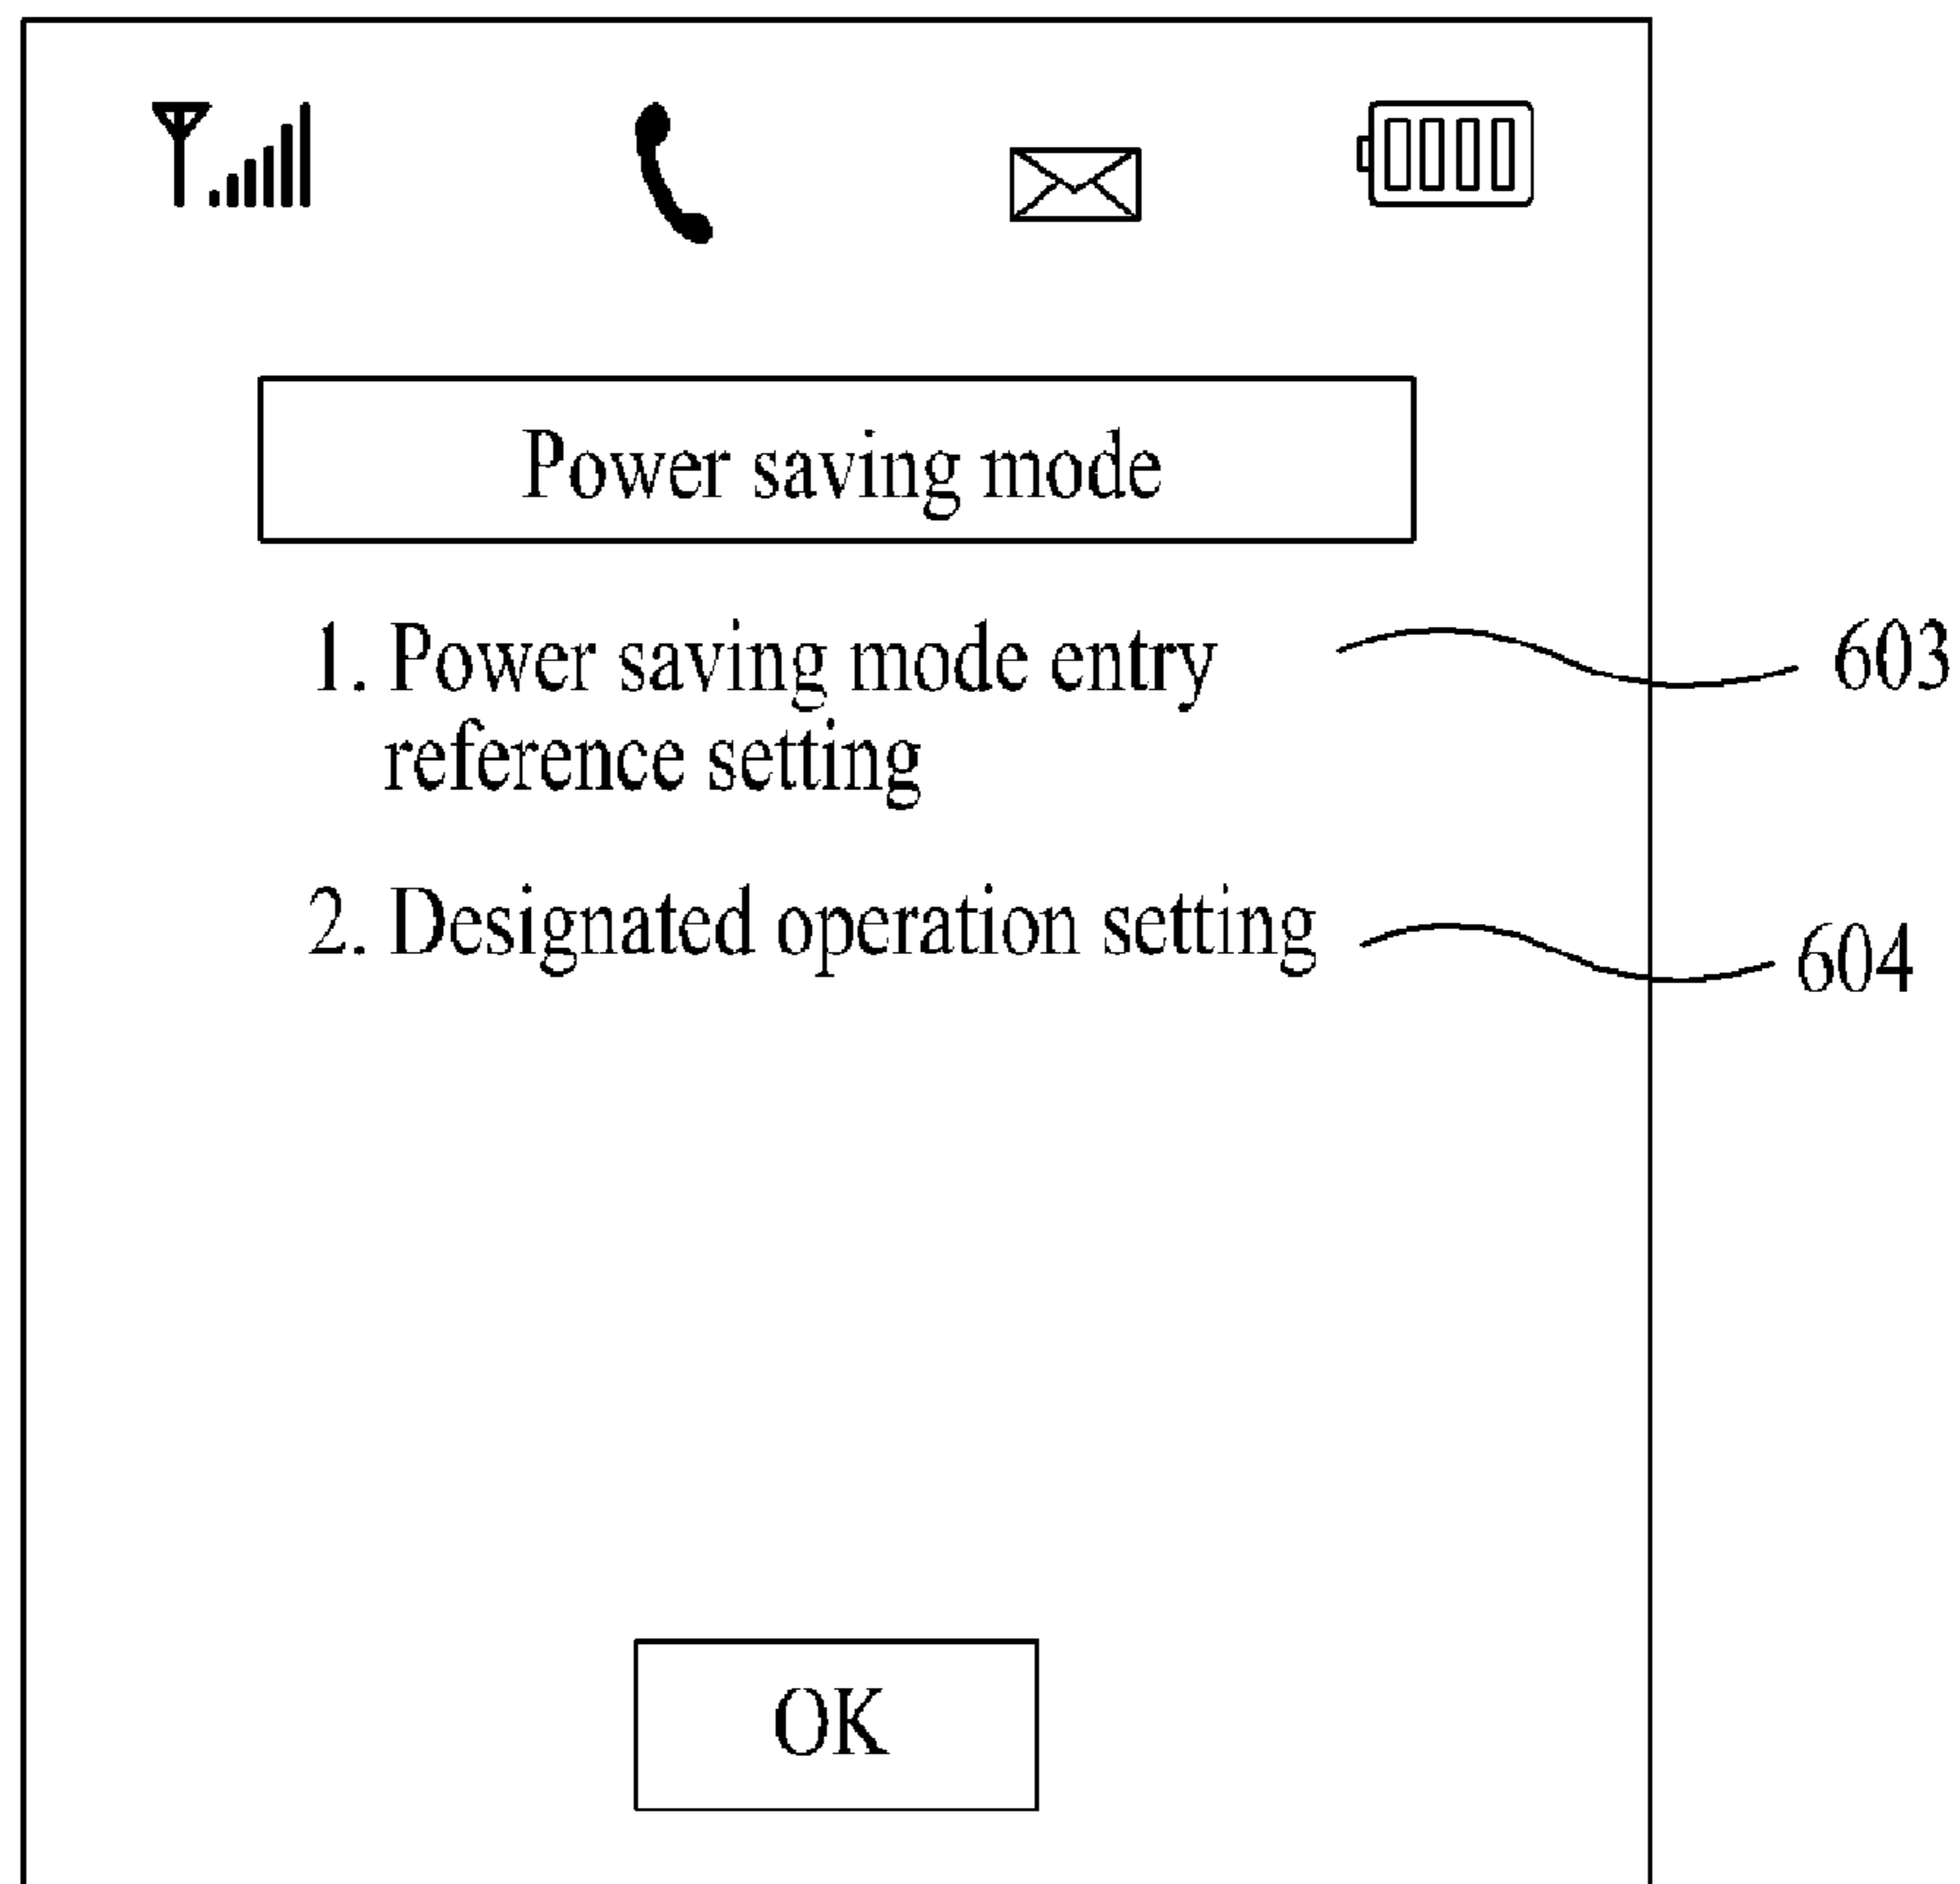 Power saving mode
1. Power saving mode entry 603
reference setting
2. Designated operation setting 604
OK